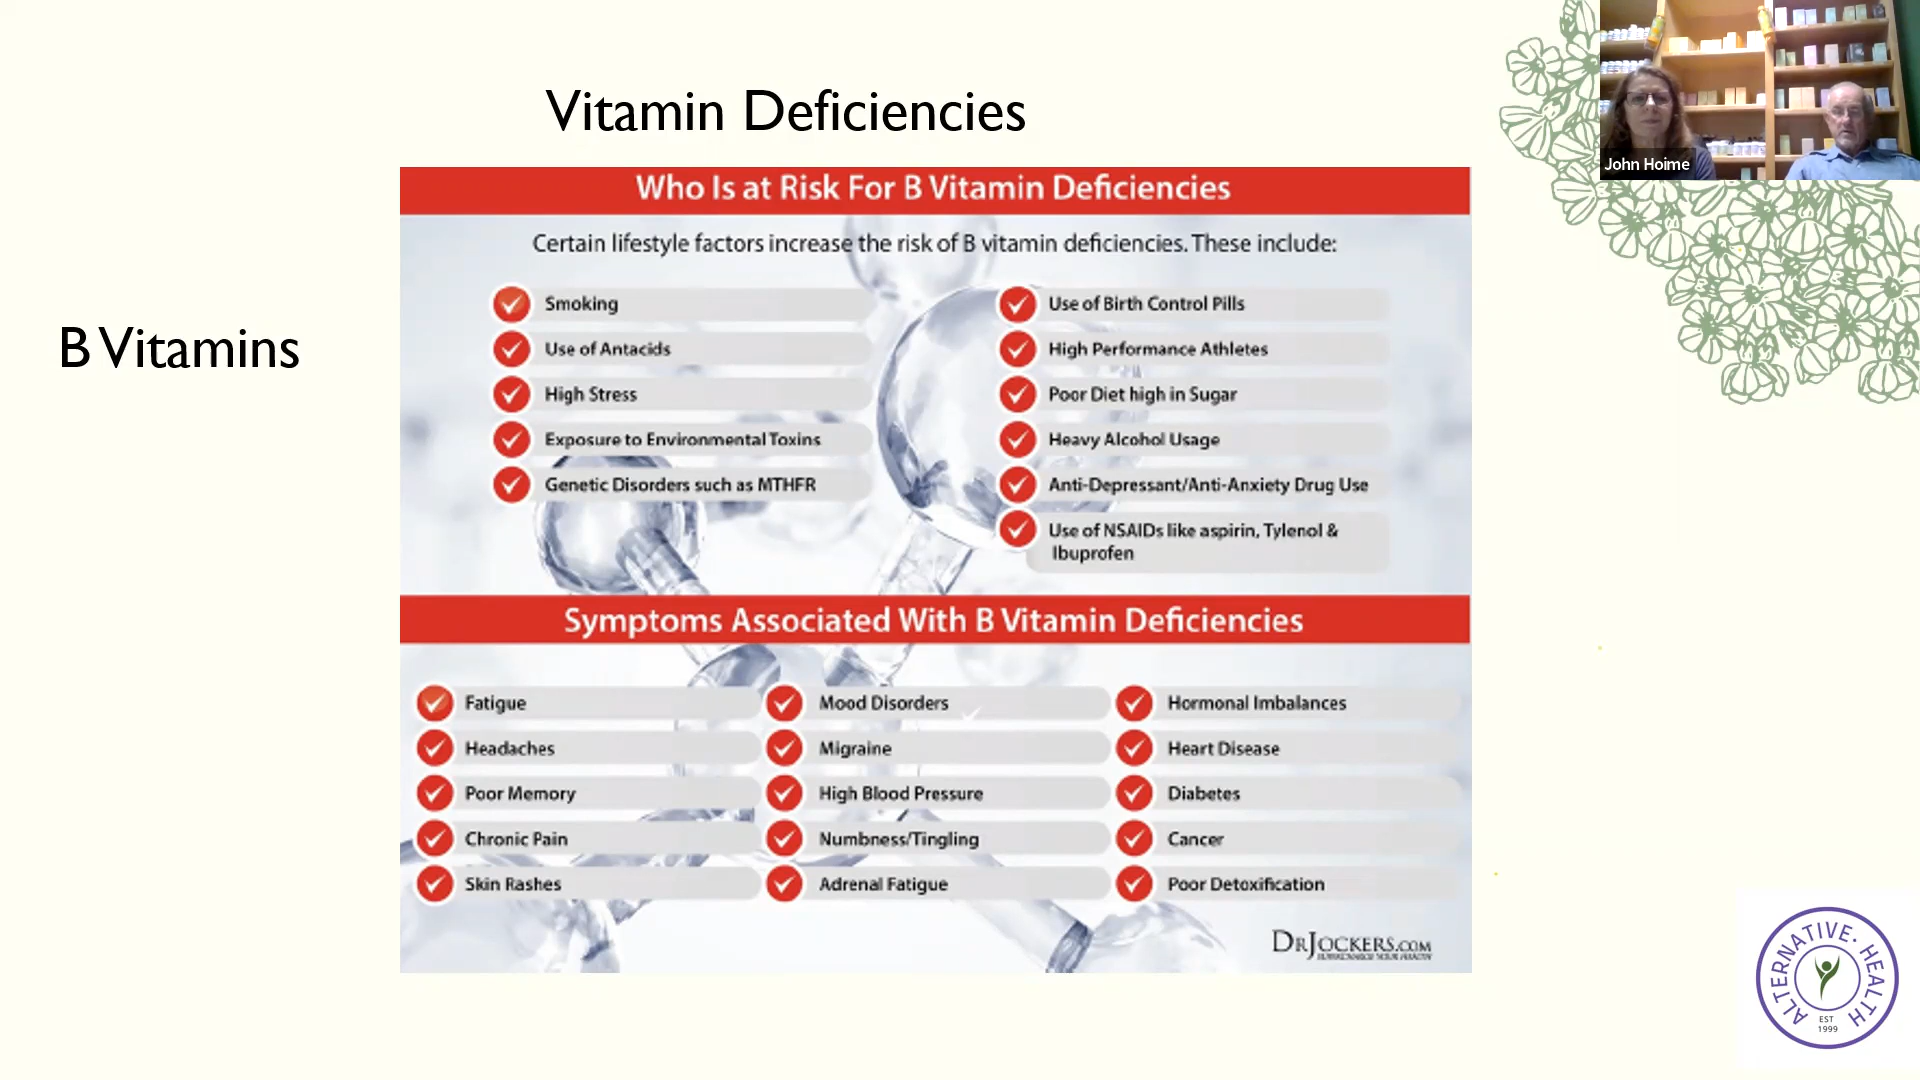 Vitamin Deficiencies
John Hoime
B Vitamins
Who Is at Risk For B Vitamin Deficiencies
Certain lifestyle factors increase the risk of B vitamin deficiencies. These include:
Smoking
Use of Antacids
High Stress
Exposure to Environmental Toxins
Genetic Disorders such as MTHFR
Use of Birth Control Pills
High Performance Athletes
Poor Diet high in Sugar
Heavy Alcohol Usage
Anti-Depressant/Anti-Anxiety Drug Use
Use of NSAIDs like aspirin, Tylenol &
Ibuprofen
Symptoms Associated With B Vitamin Deficiencies
Fatigue
Headaches
Poor Memory
Chronic Pain
Skin Rashes
Mood Disorders
Migraine
High Blood Pressure
Numbness/Tingling
Adrenal Fatigue
Hormonal Imbalances
Heart Disease
Diabetes
Cancer
Poor Detoxification
DRJOCKERS.COM
SUPERCHARGE YOUR HEALTH
ALTERNATIVE · HEALTH
EST
1999